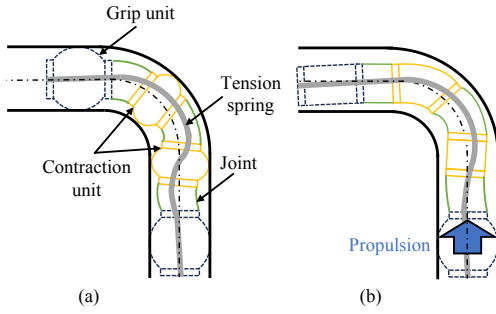 Grip unit
Tension
spring
Contraction
unit
Joint
Propulsion
(a)
(b)